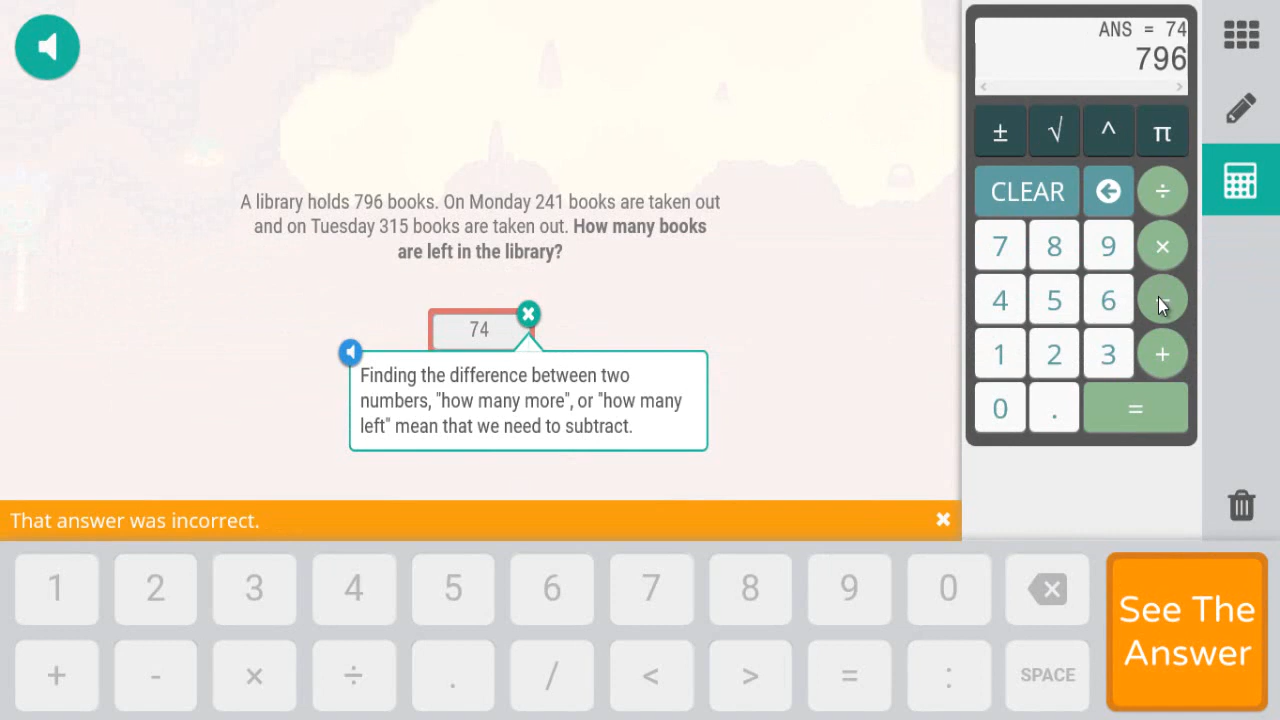 A library holds 796 books. On Monday 241 books are taken out
and on Tuesday 315 books are taken out. How many books
are left in the library?
74
Finding the difference between two
numbers, "how many more", or "how many
left" mean that we need to subtract.
That answer was incorrect.
ANS = 74
796
± √ ^ π
CLEAR ÷
7 8 9 ×
4 5 6
1 2 3 +
0 . =
1 2 3 4 5 6 7 8 9 0
+ - × ÷ . / < > = : SPACE
See The
Answer